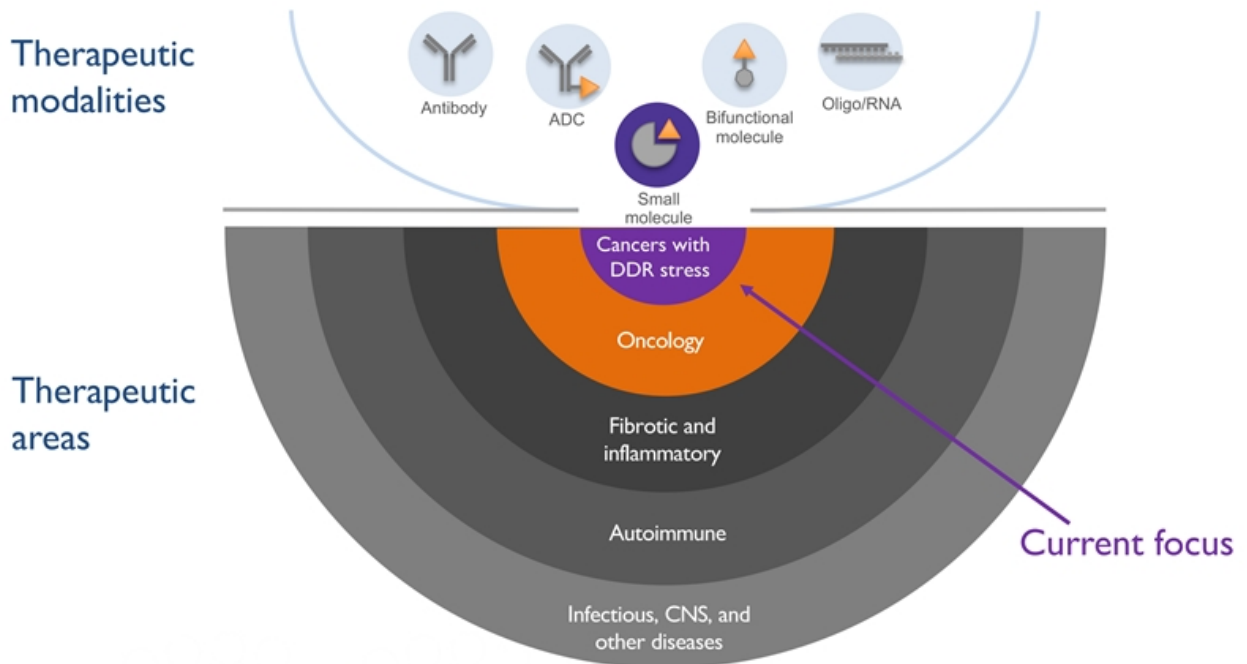 Therapeutic
modalities
Antibody
ADC
Bifunctional
molecule
Oligo/RNA
Small
molecule
Cancers with
DDR stress
Oncology
Therapeutic
areas
Fibrotic and
inflammatory
Autoimmune
Current focus
Infectious, CNS, and
other diseases